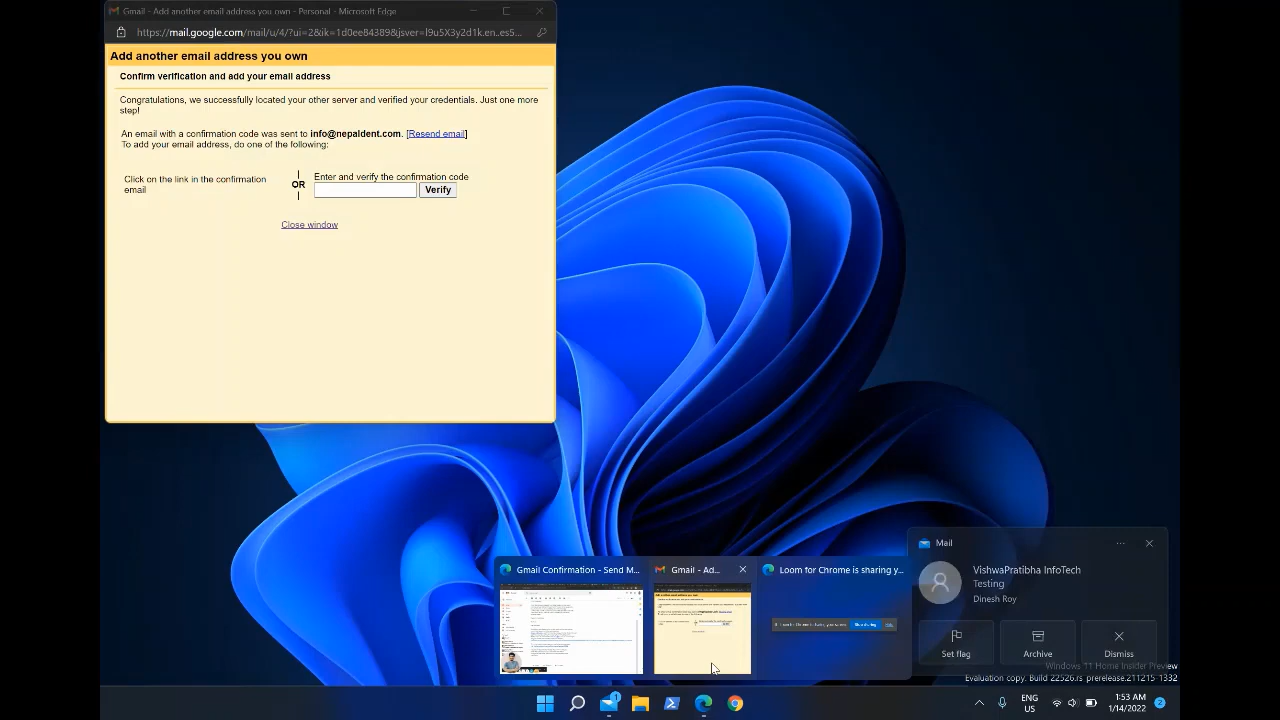 Gmail - Add another email address you own - Personal - Microsoft Edge
https://mail.google.com/mail/u/4/?ui=2&ik=1d0ee84389&jsver=l9u5X3y2d1k.en..es5...
Add another email address you own
Confirm verification and add your email address
Congratulations, we successfully located your other server and verified your credentials. Just one more
step!
An email with a confirmation code was sent to info@nepaldent.com. [Resend email]
To add your email address, do one of the following:
Click on the link in the confirmation
email
OR
Enter and verify the confirmation code
Verify
Close window
Gmail Confirmation - Send M...
Gmail - Ad...
Loom for Chrome is sharing y...
Stop sharing
Mail
VishwaPratibha InfoTech
Testing
Dinesh Roy
Set flag
Archive
Dismiss
Windows 11 Home Insider Preview
Evaluation copy. Build 22526.rs_prerelease.211215-1332
1
ENG
US
1:53 AM
1/14/2022
2